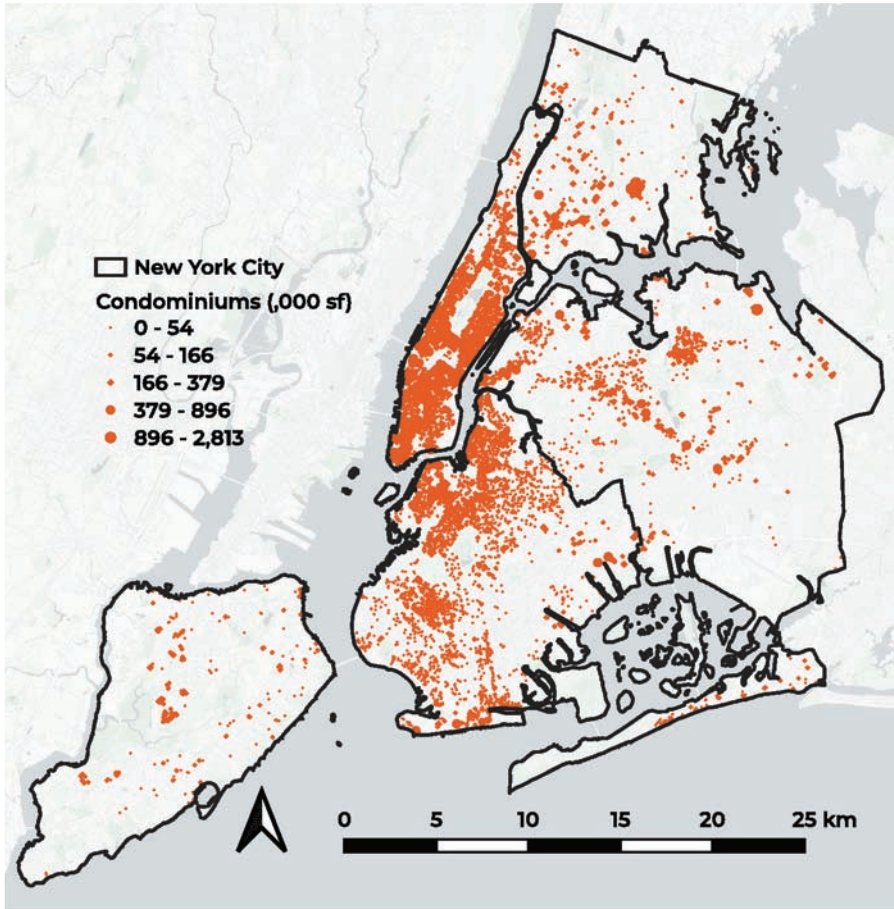 New York City
Condominiums (,000 sf)
0 - 54
54 - 166
166 - 379
379 - 896
896 - 2,813
0 5 10 15 20 25 km